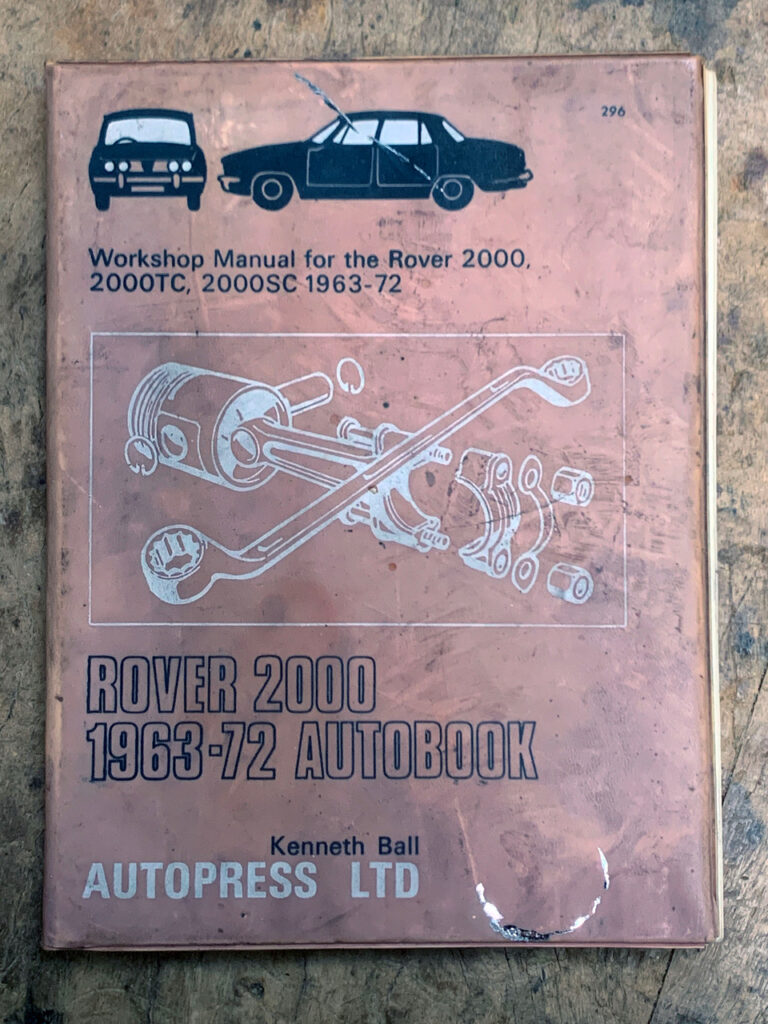 296
Workshop Manual for the Rover 2000,
2000TC, 2000SC 1963-72
ROVER 2000
1963-72 AUTOBOOK
Kenneth Ball
AUTOPRESS LTD